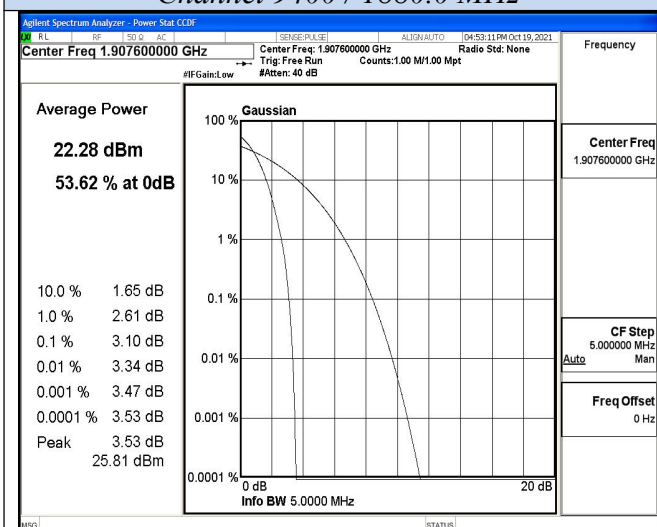 Channel 9400 / 1880.0 MHz
Agilent Spectrum Analyzer - Power Stat CCDF
RL RF 50 Ω AC SENSE:PULSE ALIGN AUTO 04:53:11 PM Oct 19, 2021
Center Freq 1.907600000 GHz
Center Freq: 1.907600000 GHz Radio Std: None
Trig: Free Run Counts:1.00 M/1.00 Mpt
#IFGain:Low #Atten: 40 dB
Frequency
Average Power
22.28 dBm
53.62 % at 0dB
10.0 % 1.65 dB
1.0 % 2.61 dB
0.1 % 3.10 dB
0.01 % 3.34 dB
0.001 % 3.47 dB
0.0001 % 3.53 dB
Peak 3.53 dB
25.81 dBm
Gaussian
100 %
10 %
1 %
0.1 %
0.01 %
0.001 %
0.0001 %
0 dB 20 dB
Info BW 5.0000 MHz
Center Freq
1.907600000 GHz
CF Step
5.000000 MHz
Auto Man
Freq Offset
0 Hz
MSG STATUS